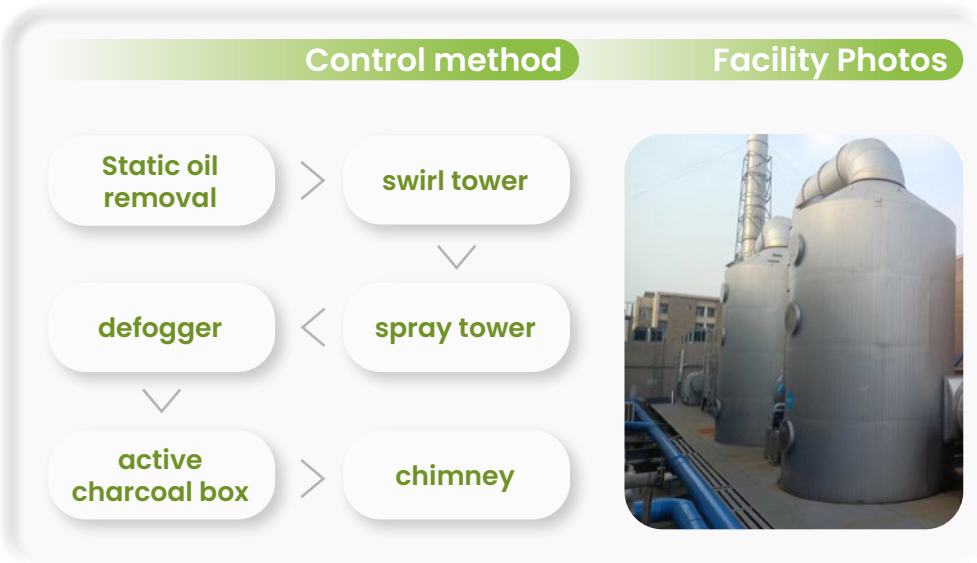 Control method
Facility Photos
Static oil
removal
swirl tower
spray tower
defogger
active
charcoal box
chimney